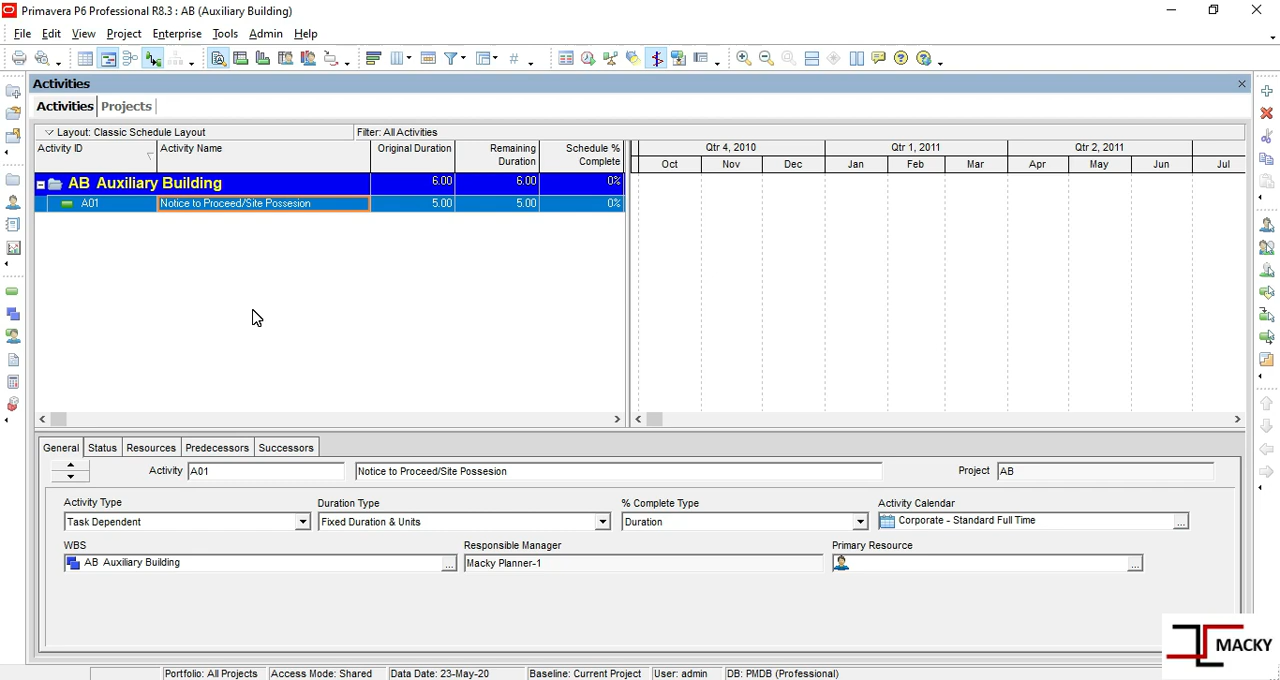 Primavera P6 Professional R8.3 : AB (Auxiliary Building)
File Edit View Project Enterprise Tools Admin Help
Activities
Activities Projects
Layout: Classic Schedule Layout Filter: All Activities
Activity ID Activity Name Original Duration Remaining Duration Schedule % Complete
Qtr 4, 2010 Qtr 1, 2011 Qtr 2, 2011
Oct Nov Dec Jan Feb Mar Apr May Jun Jul
AB Auxiliary Building 6.00 6.00 0%
A01 Notice to Proceed/Site Possesion 5.00 5.00 0%
General Status Resources Predecessors Successors
Activity A01 Notice to Proceed/Site Possesion Project AB
Activity Type Duration Type % Complete Type Activity Calendar
Task Dependent Fixed Duration & Units Duration Corporate - Standard Full Time
WBS Responsible Manager Primary Resource
AB Auxiliary Building Macky Planner-1
MACKY
Portfolio: All Projects Access Mode: Shared Data Date: 23-May-20 Baseline: Current Project User: admin DB: PMDB (Professional)